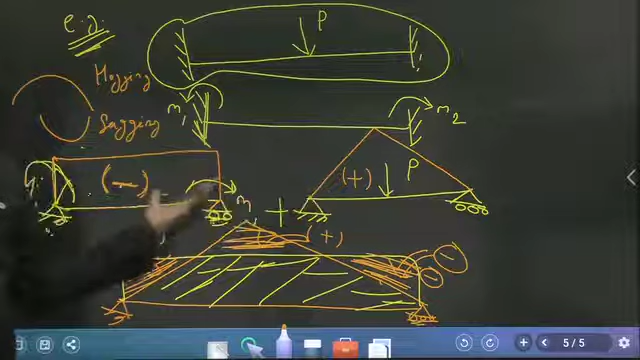 e.g.
P
Hogging
Sagging
m1
m2
(-)
m
+
(+)
P
(+)
(-)
(-)
5/5